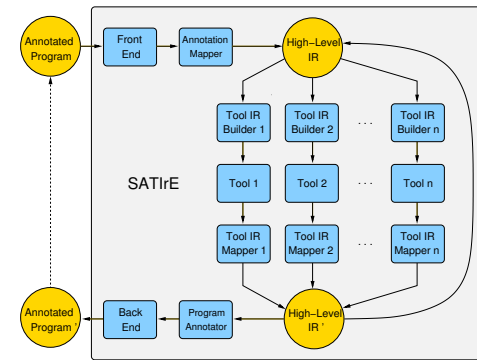 Annotated
Program
Front
End
Annotation
Mapper
High-Level
IR
Tool IR
Builder 1
Tool IR
Builder 2
. . .
Tool IR
Builder n
SATIrE
Tool 1
Tool 2
. . .
Tool n
Tool IR
Mapper 1
Tool IR
Mapper 2
. . .
Tool IR
Mapper n
Annotated
Program '
Back
End
Program
Annotator
High-Level
IR '